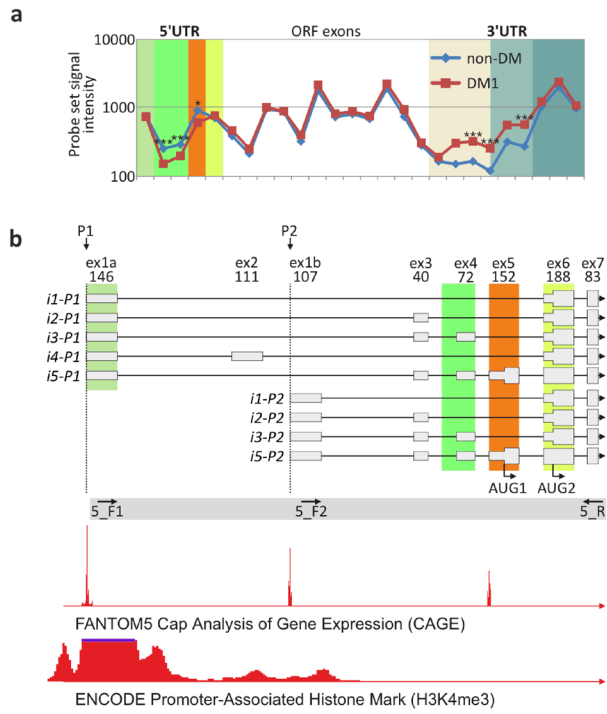 a
5'UTR ORF exons 3'UTR
10000
1000
100
Probe set signal
intensity
non-DM
DM1
*** *** * *** *** ***
b
P1 P2
ex1a ex2 ex1b ex3 ex4 ex5 ex6 ex7
146 111 107 40 72 152 188 83
i1-P1
i2-P1
i3-P1
i4-P1
i5-P1
i1-P2
i2-P2
i3-P2
i5-P2
AUG1 AUG2
5_F1 5_F2 5_R
FANTOM5 Cap Analysis of Gene Expression (CAGE)
ENCODE Promoter-Associated Histone Mark (H3K4me3)